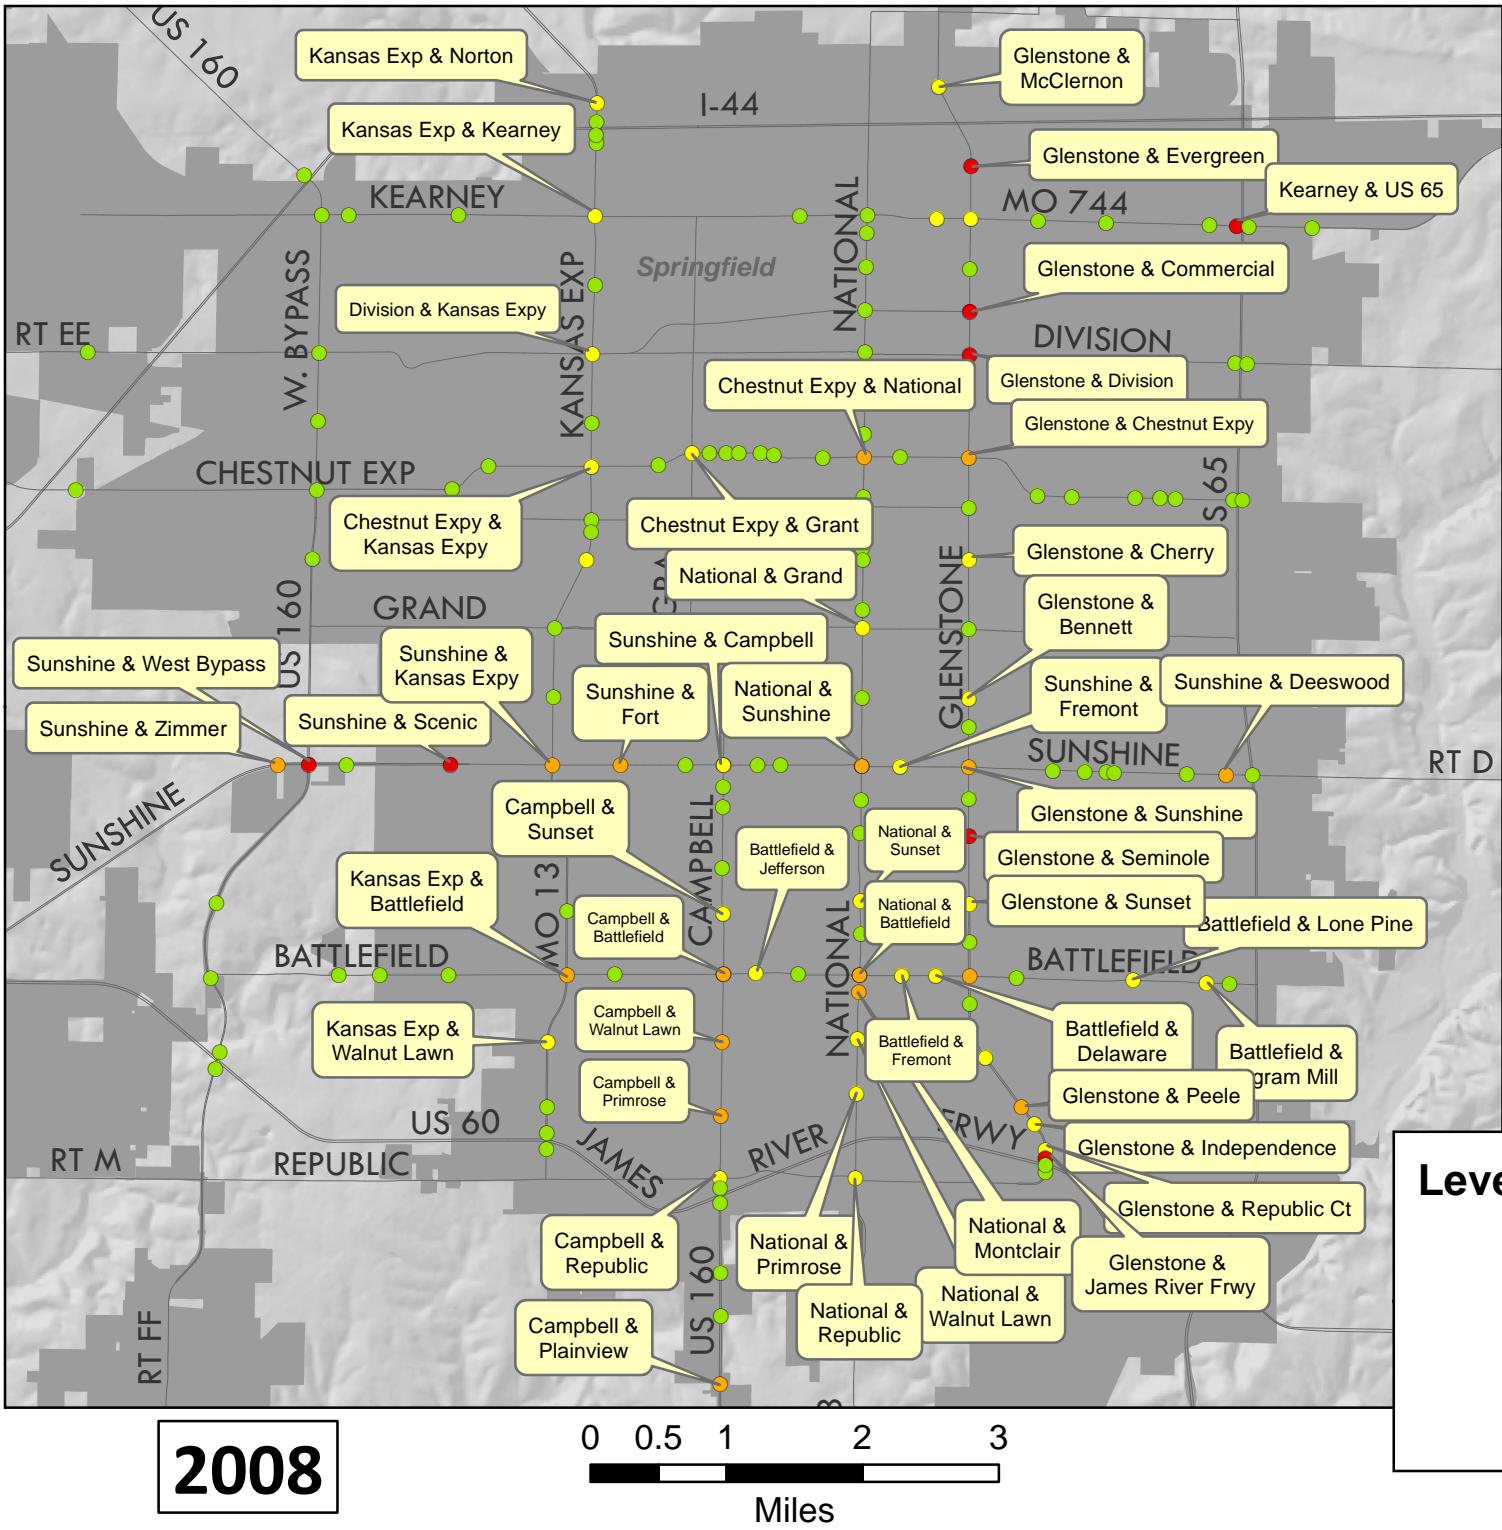 US 160
Kansas Exp & Norton
Glenstone &
McClernon
I-44
Kansas Exp & Kearney
Glenstone & Evergreen
Kearney & US 65
KEARNEY
NATIONAL
MO 744
Springfield
W. BYPASS
KANSAS EXP
Glenstone & Commercial
Division & Kansas Expy
RT EE
DIVISION
Chestnut Expy & National
Glenstone & Division
Glenstone & Chestnut Expy
CHESTNUT EXP
S 65
Chestnut Expy &
Kansas Expy
Chestnut Expy & Grant
Glenstone & Cherry
National & Grand
GLENSTONE
US 160
GRAND
Glenstone &
Bennett
Sunshine & Campbell
Sunshine & West Bypass
Sunshine &
Kansas Expy
Sunshine &
Fort
National &
Sunshine
Sunshine &
Fremont
Sunshine & Deeswood
Sunshine & Zimmer
Sunshine & Scenic
SUNSHINE
RT D
SUNSHINE
Campbell &
Sunset
CAMPBELL
Glenstone & Sunshine
National &
Sunset
Battlefield &
Jefferson
Glenstone & Seminole
Kansas Exp &
Battlefield
MO 13
Campbell &
Battlefield
National &
Battlefield
Glenstone & Sunset
Battlefield & Lone Pine
NATIONAL
BATTLEFIELD
BATTLEFIELD
Kansas Exp &
Walnut Lawn
Campbell &
Walnut Lawn
Battlefield &
Fremont
Battlefield &
Delaware
Battlefield &
gram Mill
Campbell &
Primrose
Glenstone & Peele
US 60
JAMES
RIVER
FRWY
Glenstone & Independence
RT M
REPUBLIC
Leve
Glenstone & Republic Ct
Campbell &
Republic
National &
Primrose
National &
Montclair
Glenstone &
James River Frwy
US 160
National &
Republic
National &
Walnut Lawn
Campbell &
Plainview
RT FF
2008
0 0.5 1 2 3
Miles